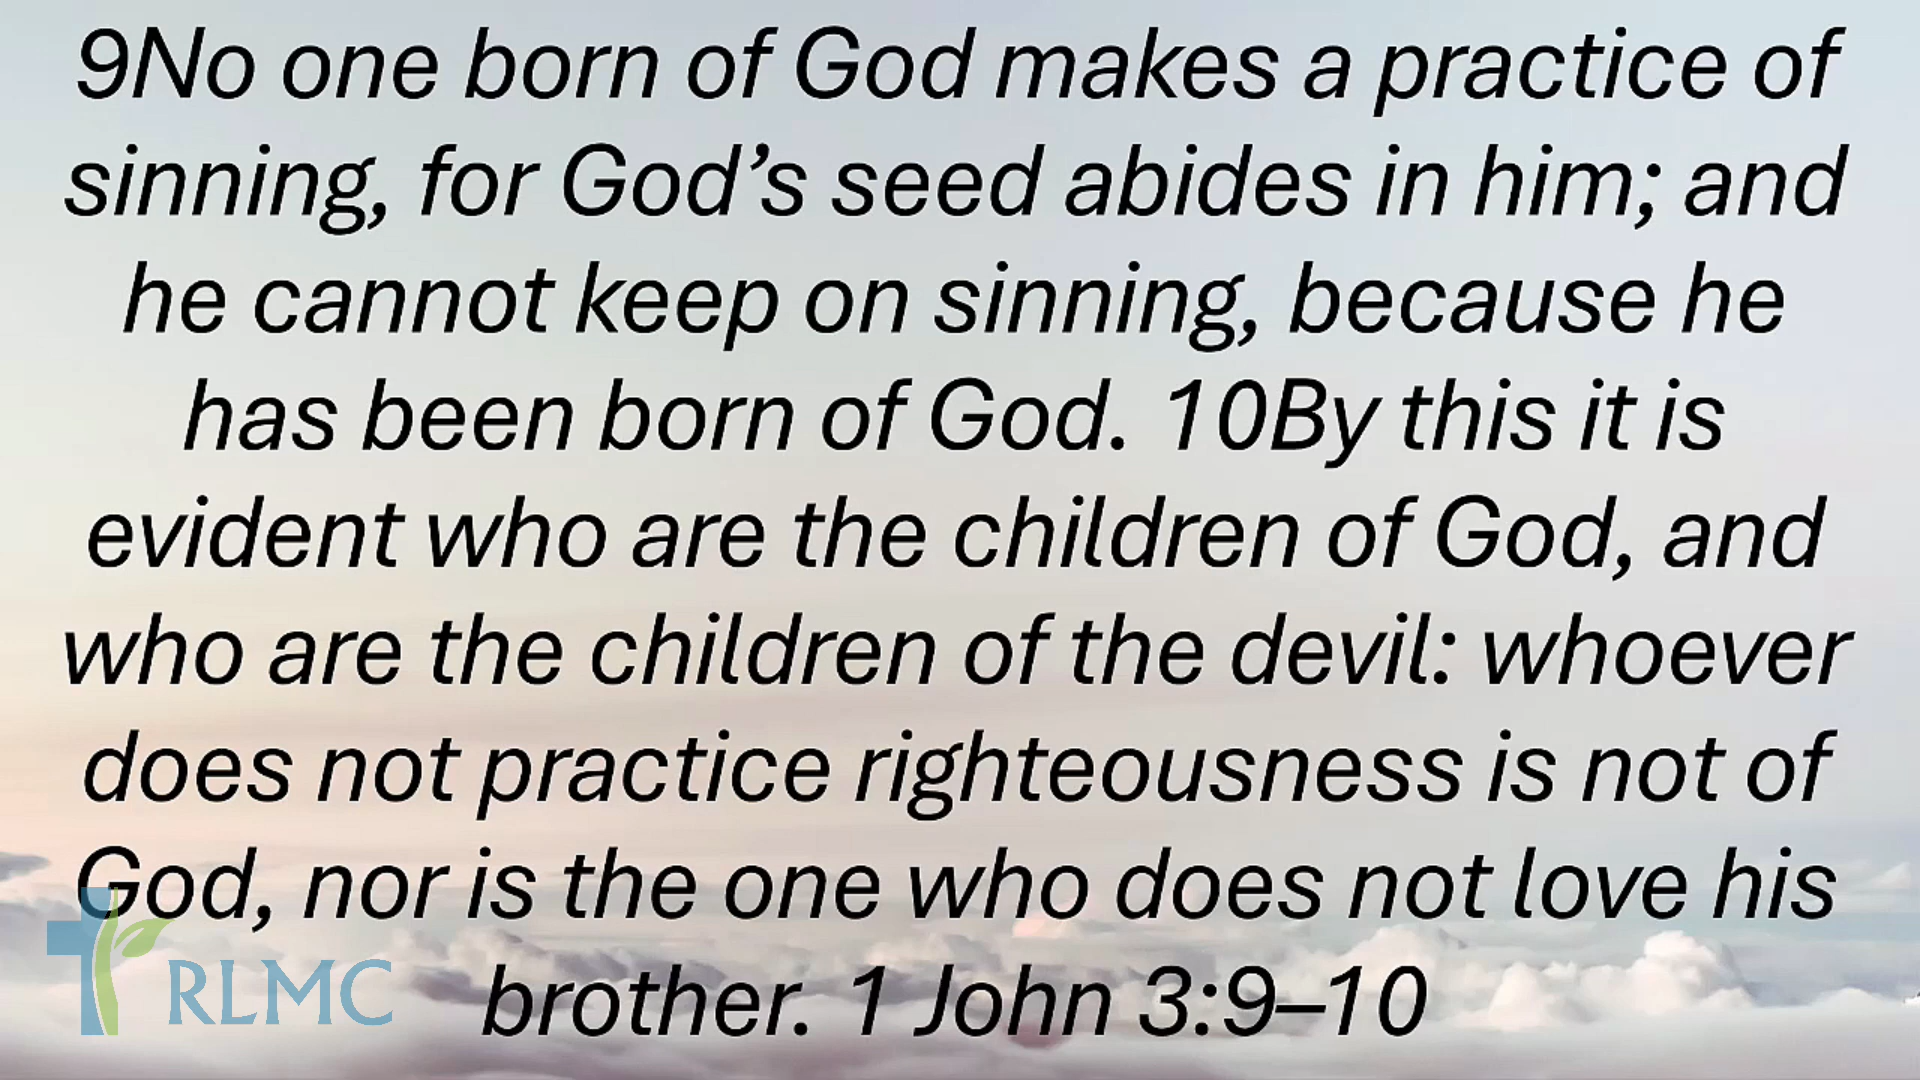 9No one born of God makes a practice of
sinning, for God’s seed abides in him; and
he cannot keep on sinning, because he
has been born of God. 10By this it is
evident who are the children of God, and
who are the children of the devil: whoever
does not practice righteousness is not of
God, nor is the one who does not love his
brother. 1 John 3:9–10
RLMC